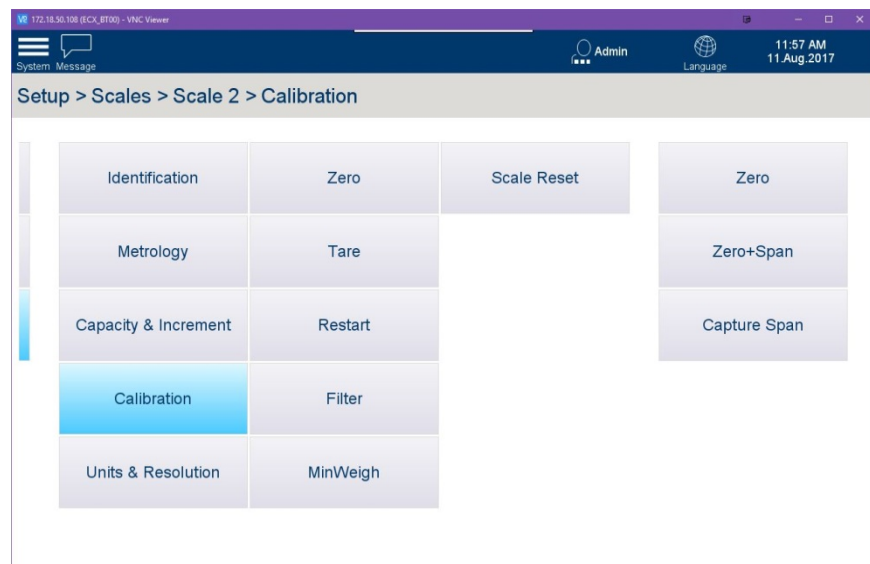 172.18.50.108 (ECX_BT00) - VNC Viewer
System Message Admin Language 11:57 AM
11.Aug.2017
Setup > Scales > Scale 2 > Calibration
Identification Zero Scale Reset Zero
Metrology Tare Zero+Span
Capacity & Increment Restart Capture Span
Calibration Filter
Units & Resolution MinWeigh